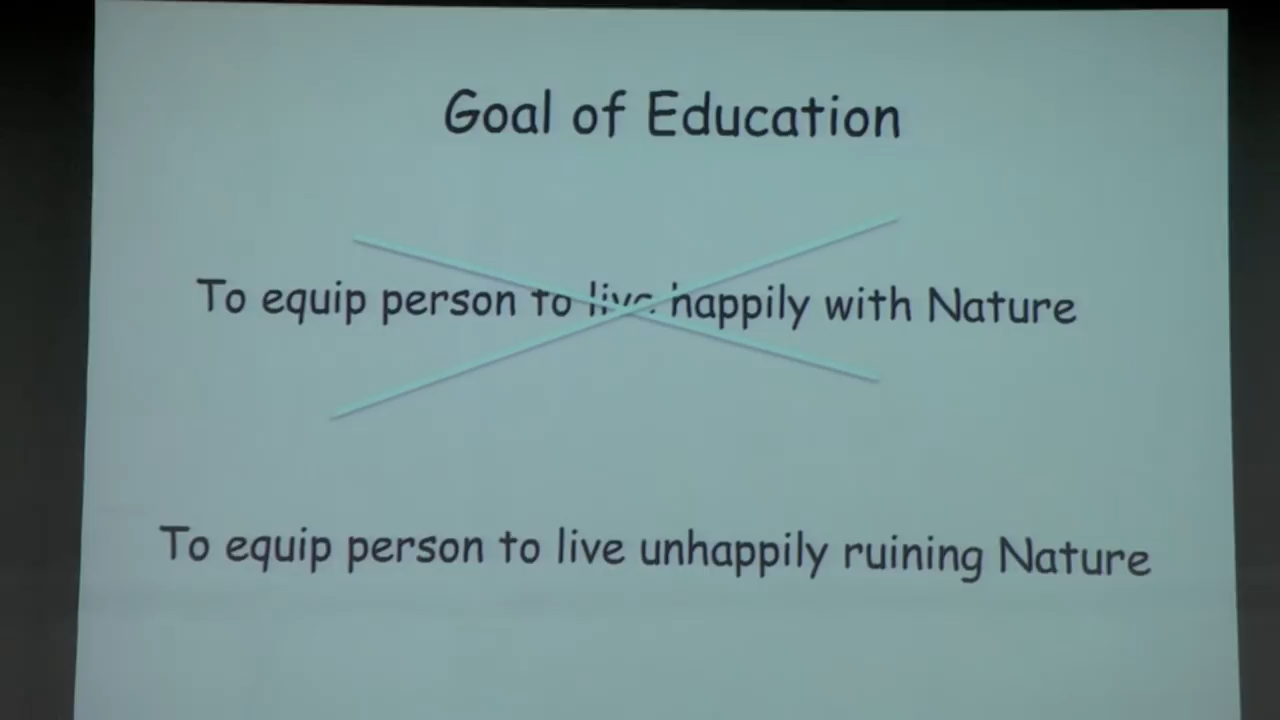 Goal of Education
To equip person to live happily with Nature
To equip person to live unhappily ruining Nature